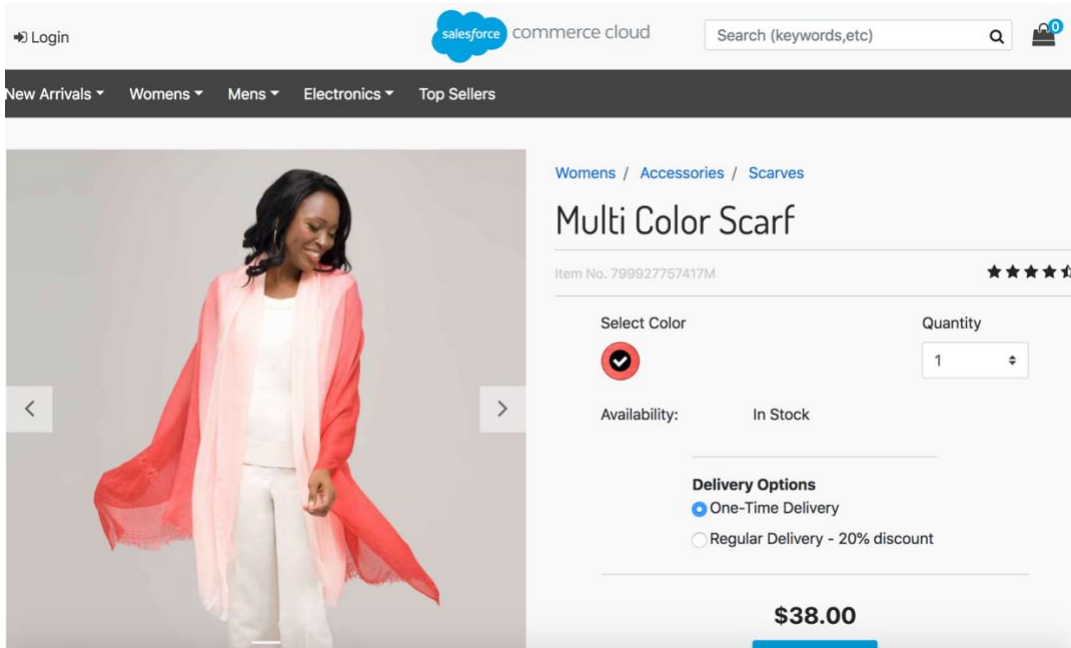 Login
salesforce commerce cloud
Search (keywords,etc)
0
New Arrivals Womens Mens Electronics Top Sellers
Womens / Accessories / Scarves
Multi Color Scarf
Item No. 799927757417M
Select Color
Quantity
1
Availability: In Stock
Delivery Options
One-Time Delivery
Regular Delivery - 20% discount
$38.00